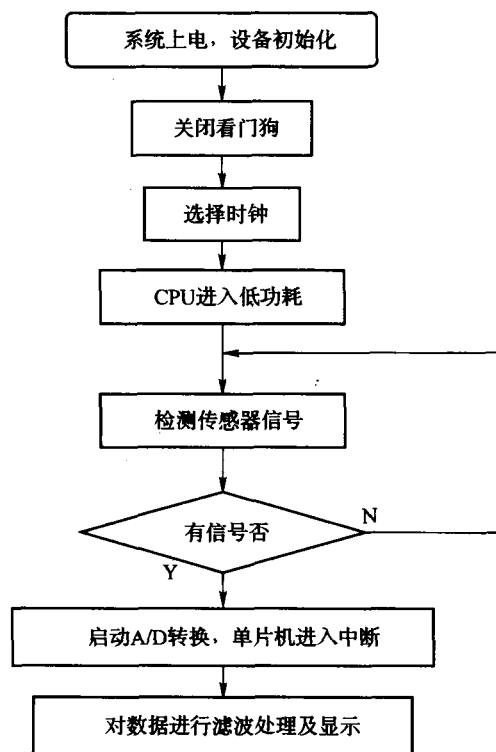 系统上电，设备初始化
关闭看门狗
选择时钟
CPU进入低功耗
检测传感器信号
有信号否
N
Y
启动A/D转换，单片机进入中断
对数据进行滤波处理及显示